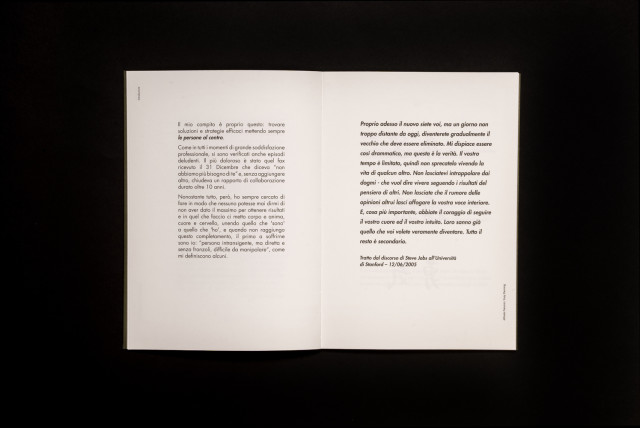 Il mio compito è proprio questo: trovare
soluzioni e strategie efficaci mettendo sempre
la persona al centro.
Come in tutti i momenti di grande soddisfazione
professionale, si sono verificati anche episodi
deludenti. Il più doloroso è stato quel fax
ricevuto il 31 Dicembre che diceva "non
abbiamo più bisogno di te" e, senza aggiungere
altro, chiudeva un rapporto di collaborazione
durato oltre 10 anni.
Nonostante tutto, però, ho sempre cercato di
fare in modo che nessuno potesse mai dirmi di
non aver dato il massimo per ottenere risultati
e in quel che faccio ci metto corpo e anima,
cuore e cervello, usando quello che "sono"
a quello che "ho", e quando non raggiungo
questo completamento, il primo a soffrirne
sono io: "persona intransigente, ma diretta e
senza fronzoli, difficile da manipolare", come
mi definiscono alcuni.
Proprio adesso il nuovo siete voi, ma un giorno non
troppo distante da oggi, diventerete gradualmente il
vecchio che deve essere eliminato. Mi dispiace essere
così drammatico, ma questa è la verità. Il vostro
tempo è limitato, quindi non sprecatelo vivendo la
vita di qualcun altro. Non lasciatevi intrappolare dai
dogmi - che vuol dire vivere seguendo i risultati del
pensiero di altri. Non lasciate che il rumore delle
opinioni altrui lasci affogare la vostra voce interiore.
E, cosa più importante, abbiate il coraggio di seguire
il vostro cuore ed il vostro intuito. Loro sanno già
quello che voi volete veramente diventare. Tutto il
resto è secondario.
Tratto dal discorso di Steve Jobs all'Università
di Stanford – 12/06/2005